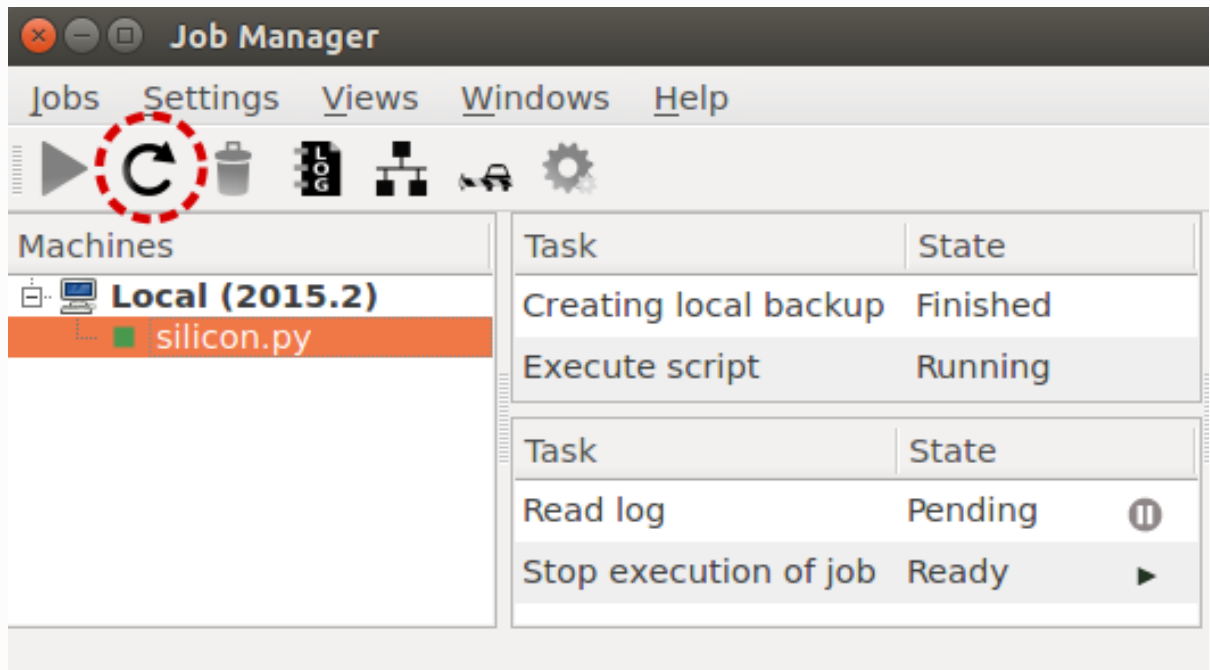 Job Manager
Jobs Settings Views Windows Help
LOG
Machines
Local (2015.2)
silicon.py
Task State
Creating local backup Finished
Execute script Running
Task State
Read log Pending
Stop execution of job Ready